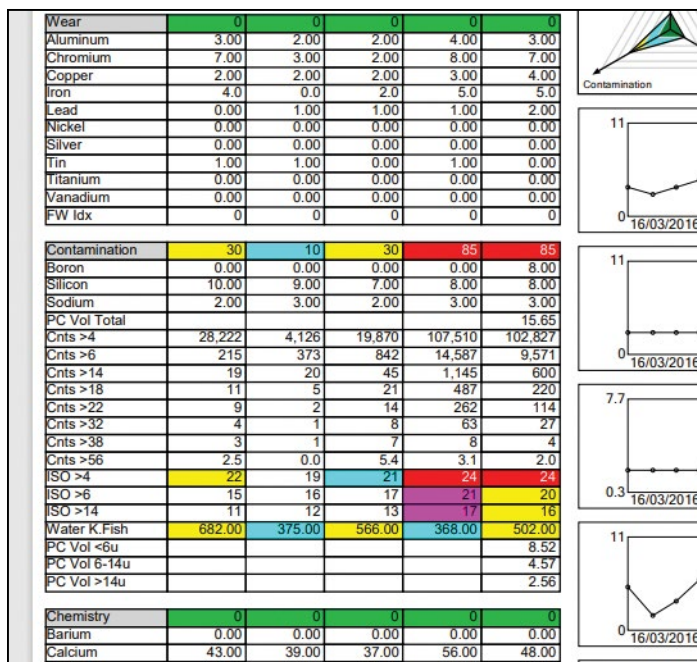 Wear 0 0 0 0 0
Aluminum 3.00 2.00 2.00 4.00 3.00
Chromium 7.00 3.00 2.00 8.00 7.00
Copper 2.00 2.00 2.00 3.00 4.00
Iron 4.0 0.0 2.0 5.0 5.0
Lead 0.00 1.00 1.00 1.00 2.00
Nickel 0.00 0.00 0.00 0.00 0.00
Silver 0.00 0.00 0.00 0.00 0.00
Tin 1.00 1.00 0.00 1.00 0.00
Titanium 0.00 0.00 0.00 0.00 0.00
Vanadium 0.00 0.00 0.00 0.00 0.00
FW Idx 0 0 0 0 0
Contamination 30 10 30 85 85
Boron 0.00 0.00 0.00 0.00 8.00
Silicon 10.00 9.00 7.00 8.00 8.00
Sodium 2.00 3.00 2.00 3.00 3.00
PC Vol Total 15.65
Cnts >4 28,222 4,126 19,870 107,510 102,827
Cnts >6 215 373 842 14,587 9,571
Cnts >14 19 20 45 1,145 600
Cnts >18 11 5 21 487 220
Cnts >22 9 2 14 262 114
Cnts >32 4 1 8 63 27
Cnts >38 3 1 7 8 4
Cnts >56 2.5 0.0 5.4 3.1 2.0
ISO >4 22 19 21 24 24
ISO >6 15 16 17 21 20
ISO >14 11 12 13 17 16
Water K.Fish 682.00 375.00 566.00 368.00 502.00
PC Vol <6u 8.52
PC Vol 6-14u 4.57
PC Vol >14u 2.56
Chemistry 0 0 0 0 0
Barium 0.00 0.00 0.00 0.00 0.00
Calcium 43.00 39.00 37.00 56.00 48.00
Contamination
11
0
16/03/2016
11
0
16/03/2016
7.7
0.3
16/03/2016
11
0
16/03/2016